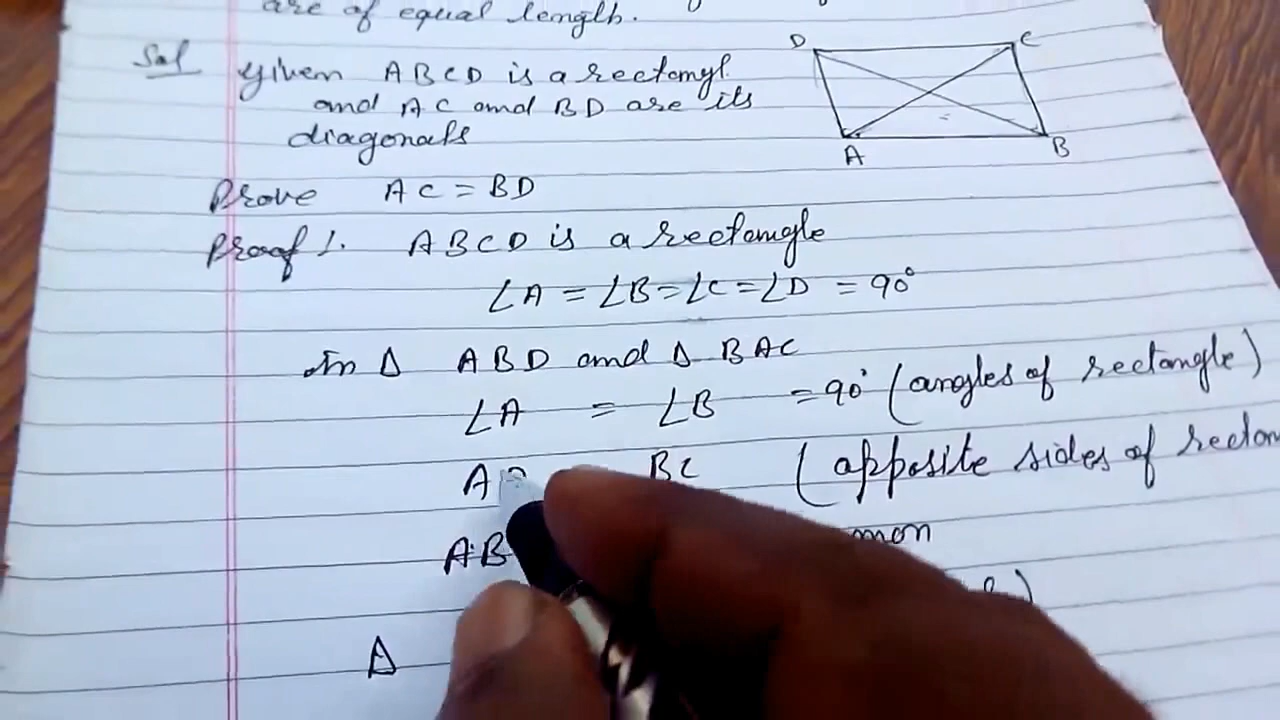 are of equal length.
Sol Given ABCD is a rectangl
and AC and BD are its
diagonals
D C
A B
Prove AC = BD
Proof 1. ABCD is a rectangle
∠A = ∠B = ∠C = ∠D = 90°
In Δ ABD and Δ BAC
∠A = ∠B = 90° (angles of rectangle)
A BC (opposite sides of
AB
Δ